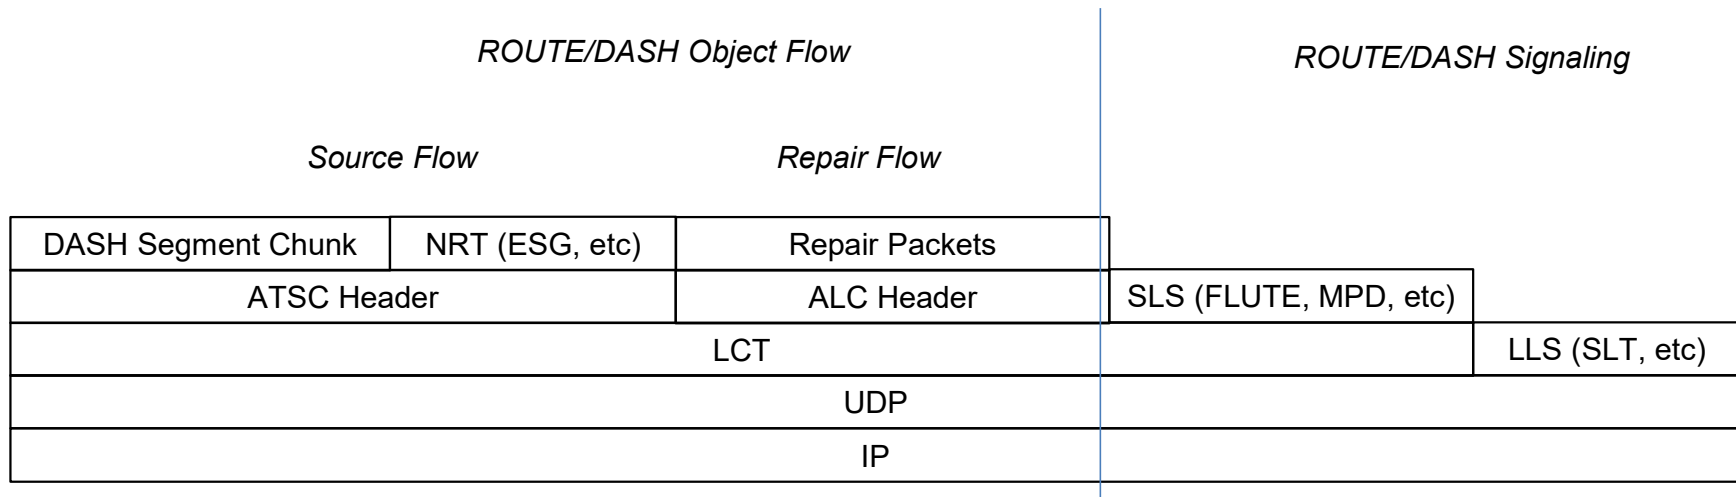 ROUTE/DASH Object Flow
ROUTE/DASH Signaling
Source Flow
Repair Flow
DASH Segment Chunk
NRT (ESG, etc)
Repair Packets
ATSC Header
ALC Header
SLS (FLUTE, MPD, etc)
LCT
LLS (SLT, etc)
UDP
IP